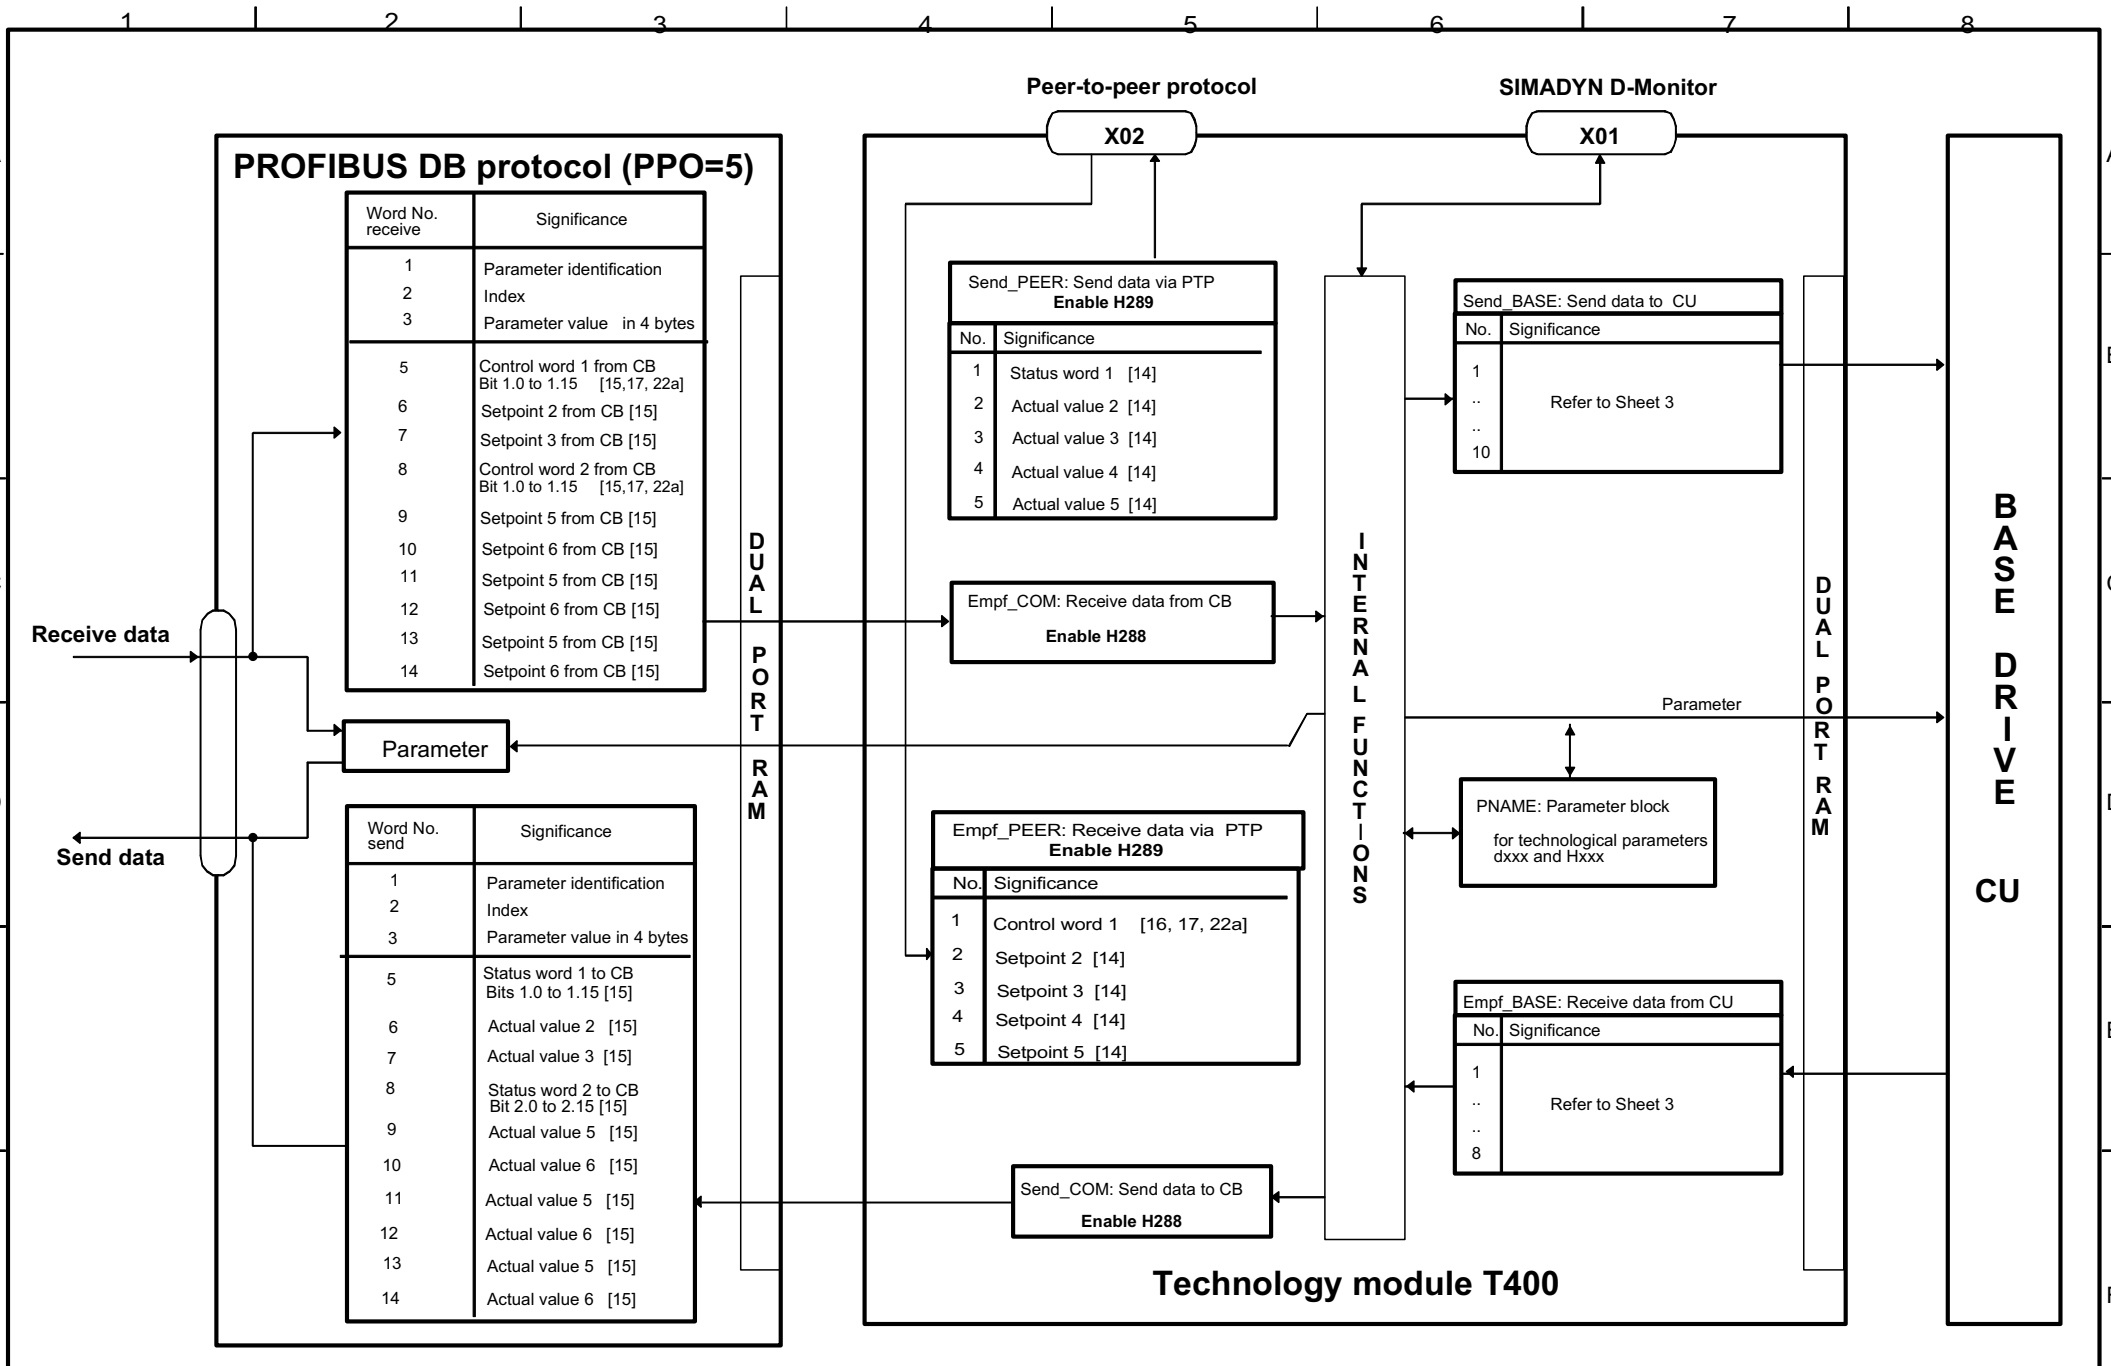 1 2 3 4 5 6 7 8
Peer-to-peer protocol
SIMADYN D-Monitor
X02
X01
PROFIBUS DB protocol (PPO=5)
Word No.
receive
Significance
1 Parameter identification
2 Index
3 Parameter value in 4 bytes
5 Control word 1 from CB
Bit 1.0 to 1.15 [15,17, 22a]
6 Setpoint 2 from CB [15]
7 Setpoint 3 from CB [15]
8 Control word 2 from CB
Bit 1.0 to 1.15 [15,17, 22a]
9 Setpoint 5 from CB [15]
10 Setpoint 6 from CB [15]
11 Setpoint 5 from CB [15]
12 Setpoint 6 from CB [15]
13 Setpoint 5 from CB [15]
14 Setpoint 6 from CB [15]
Receive data
Parameter
Send data
Word No.
send
Significance
1 Parameter identification
2 Index
3 Parameter value in 4 bytes
5 Status word 1 to CB
Bits 1.0 to 1.15 [15]
6 Actual value 2 [15]
7 Actual value 3 [15]
8 Status word 2 to CB
Bit 2.0 to 2.15 [15]
9 Actual value 5 [15]
10 Actual value 6 [15]
11 Actual value 5 [15]
12 Actual value 6 [15]
13 Actual value 5 [15]
14 Actual value 6 [15]
DUAL PORT RAM
Send_PEER: Send data via PTP
Enable H289
No. Significance
1 Status word 1 [14]
2 Actual value 2 [14]
3 Actual value 3 [14]
4 Actual value 4 [14]
5 Actual value 5 [14]
Empf_COM: Receive data from CB
Enable H288
Empf_PEER: Receive data via PTP
Enable H289
No. Significance
1 Control word 1 [16, 17, 22a]
2 Setpoint 2 [14]
3 Setpoint 3 [14]
4 Setpoint 4 [14]
5 Setpoint 5 [14]
Send_COM: Send data to CB
Enable H288
INTERNAL FUNCTIONS
Send_BASE: Send data to CU
No. Significance
1
..
Refer to Sheet 3
..
10
Parameter
PNAME: Parameter block
for technological parameters
dxxx and Hxxx
Empf_BASE: Receive data from CU
No. Significance
1
..
Refer to Sheet 3
..
8
DUAL PORT RAM
Technology module T400
BASE DRIVE
CU